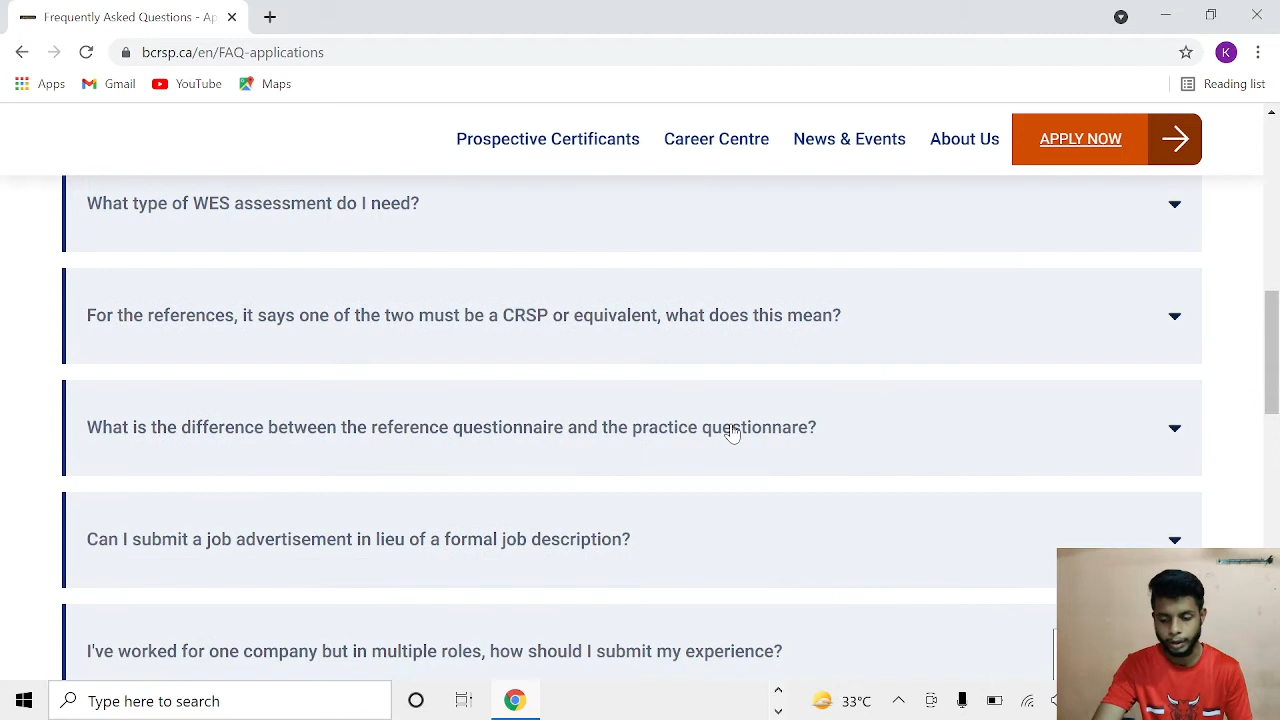 Frequently Asked Questions - Ap
bcrsp.ca/en/FAQ-applications
K
Apps
Gmail
YouTube
Maps
Reading list
Prospective Certificants
Career Centre
News & Events
About Us
APPLY NOW
What type of WES assessment do I need?
For the references, it says one of the two must be a CRSP or equivalent, what does this mean?
What is the difference between the reference questionnaire and the practice questionnare?
Can I submit a job advertisement in lieu of a formal job description?
I've worked for one company but in multiple roles, how should I submit my experience?
Type here to search
33°C